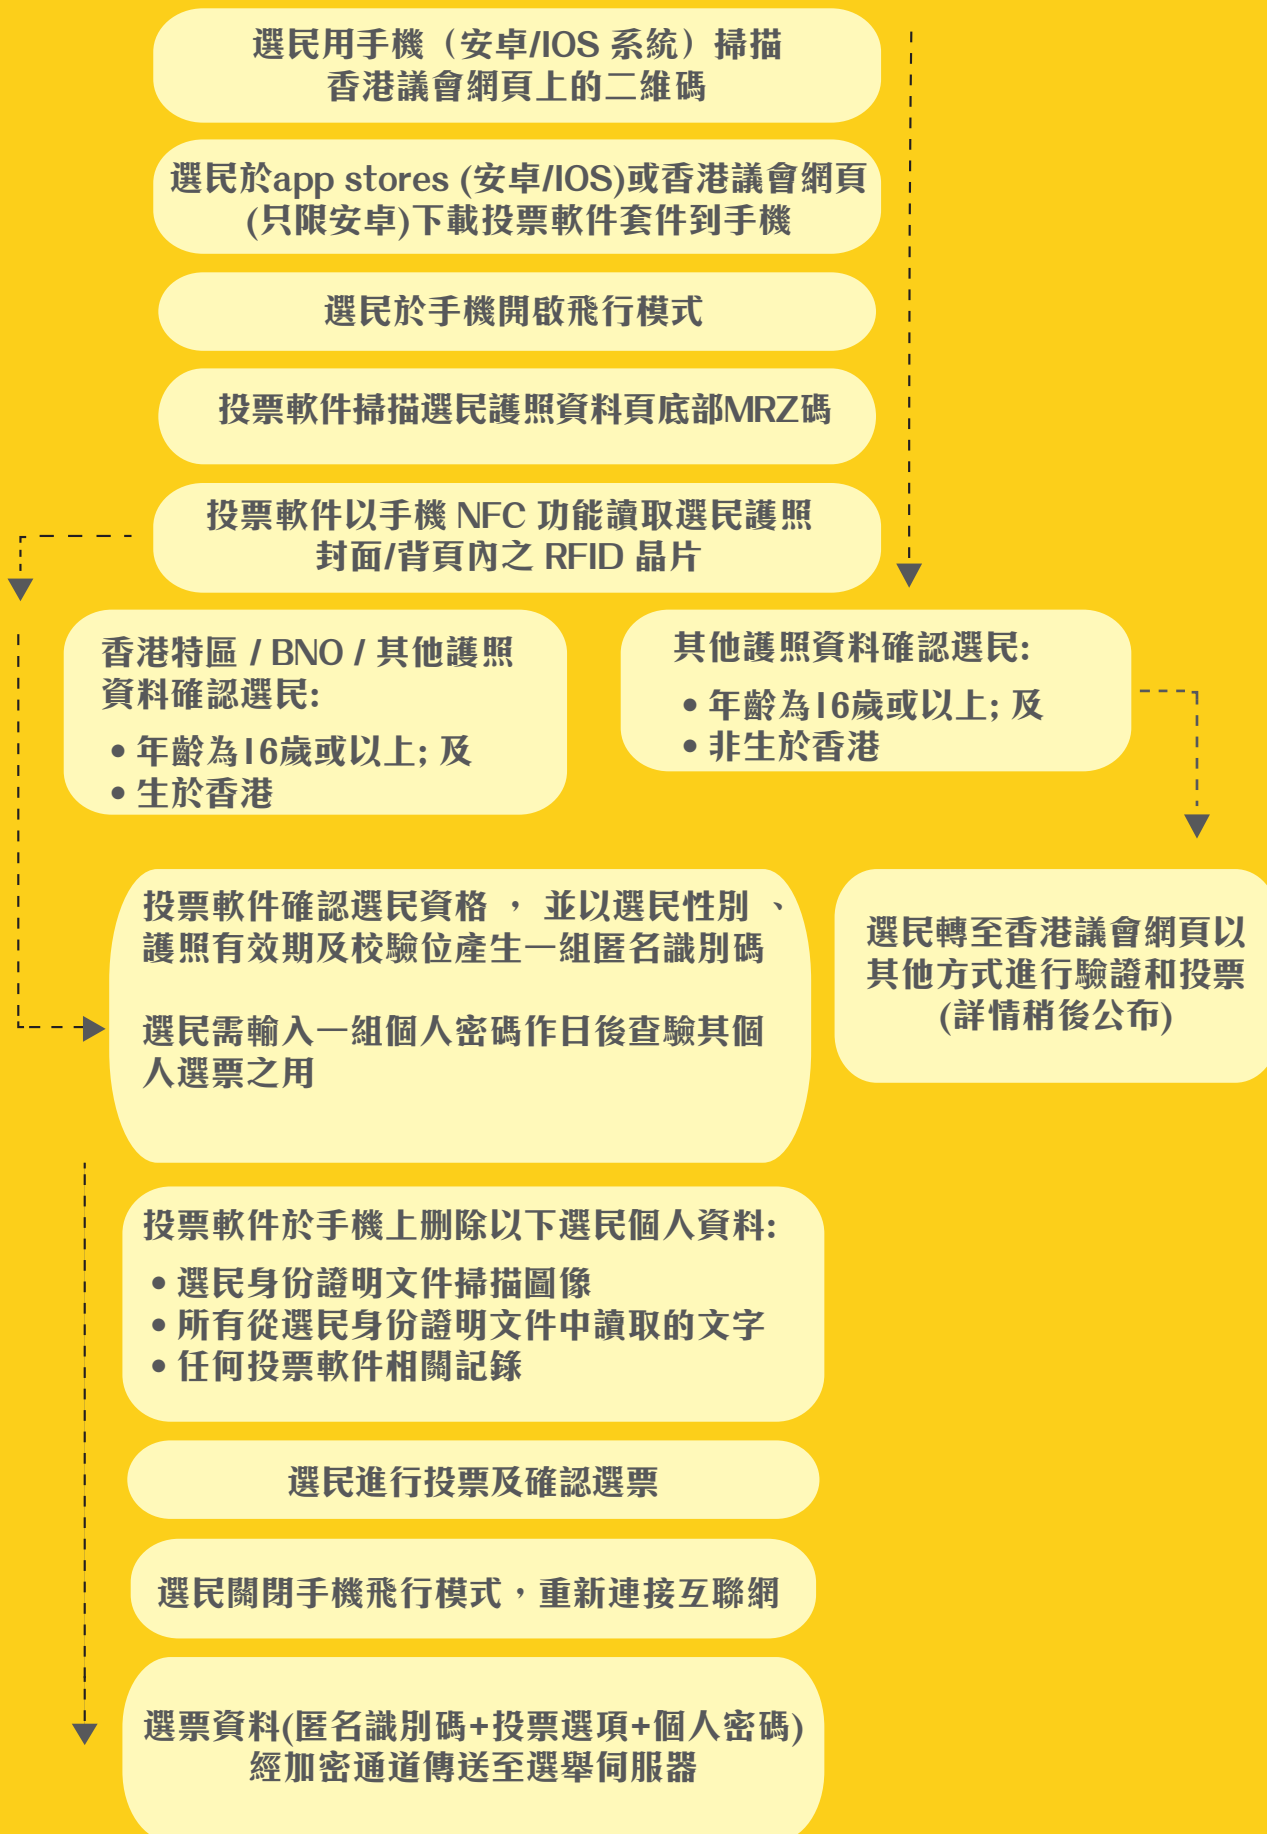 選民用手機（安卓/IOS 系統）掃描
香港議會網頁上的二維碼
選民於app stores (安卓/IOS)或香港議會網頁
(只限安卓)下載投票軟件套件到手機
選民於手機開啟飛行模式
投票軟件掃描選民護照資料頁底部MRZ碼
投票軟件以手機 NFC 功能讀取選民護照
封面/背頁內之 RFID 晶片
香港特區 / BNO / 其他護照
資料確認選民:
• 年齡為16歲或以上; 及
• 生於香港
其他護照資料確認選民:
• 年齡為16歲或以上; 及
• 非生於香港
投票軟件確認選民資格 ， 並以選民性別 、
護照有效期及校驗位產生一組匿名識別碼
選民需輸入一組個人密碼作日後查驗其個
人選票之用
選民轉至香港議會網頁以
其他方式進行驗證和投票
(詳情稍後公布)
投票軟件於手機上刪除以下選民個人資料:
• 選民身份證明文件掃描圖像
• 所有從選民身份證明文件中讀取的文字
• 任何投票軟件相關記錄
選民進行投票及確認選票
選民關閉手機飛行模式，重新連接互聯網
選票資料(匿名識別碼+投票選項+個人密碼)
經加密通道傳送至選舉伺服器